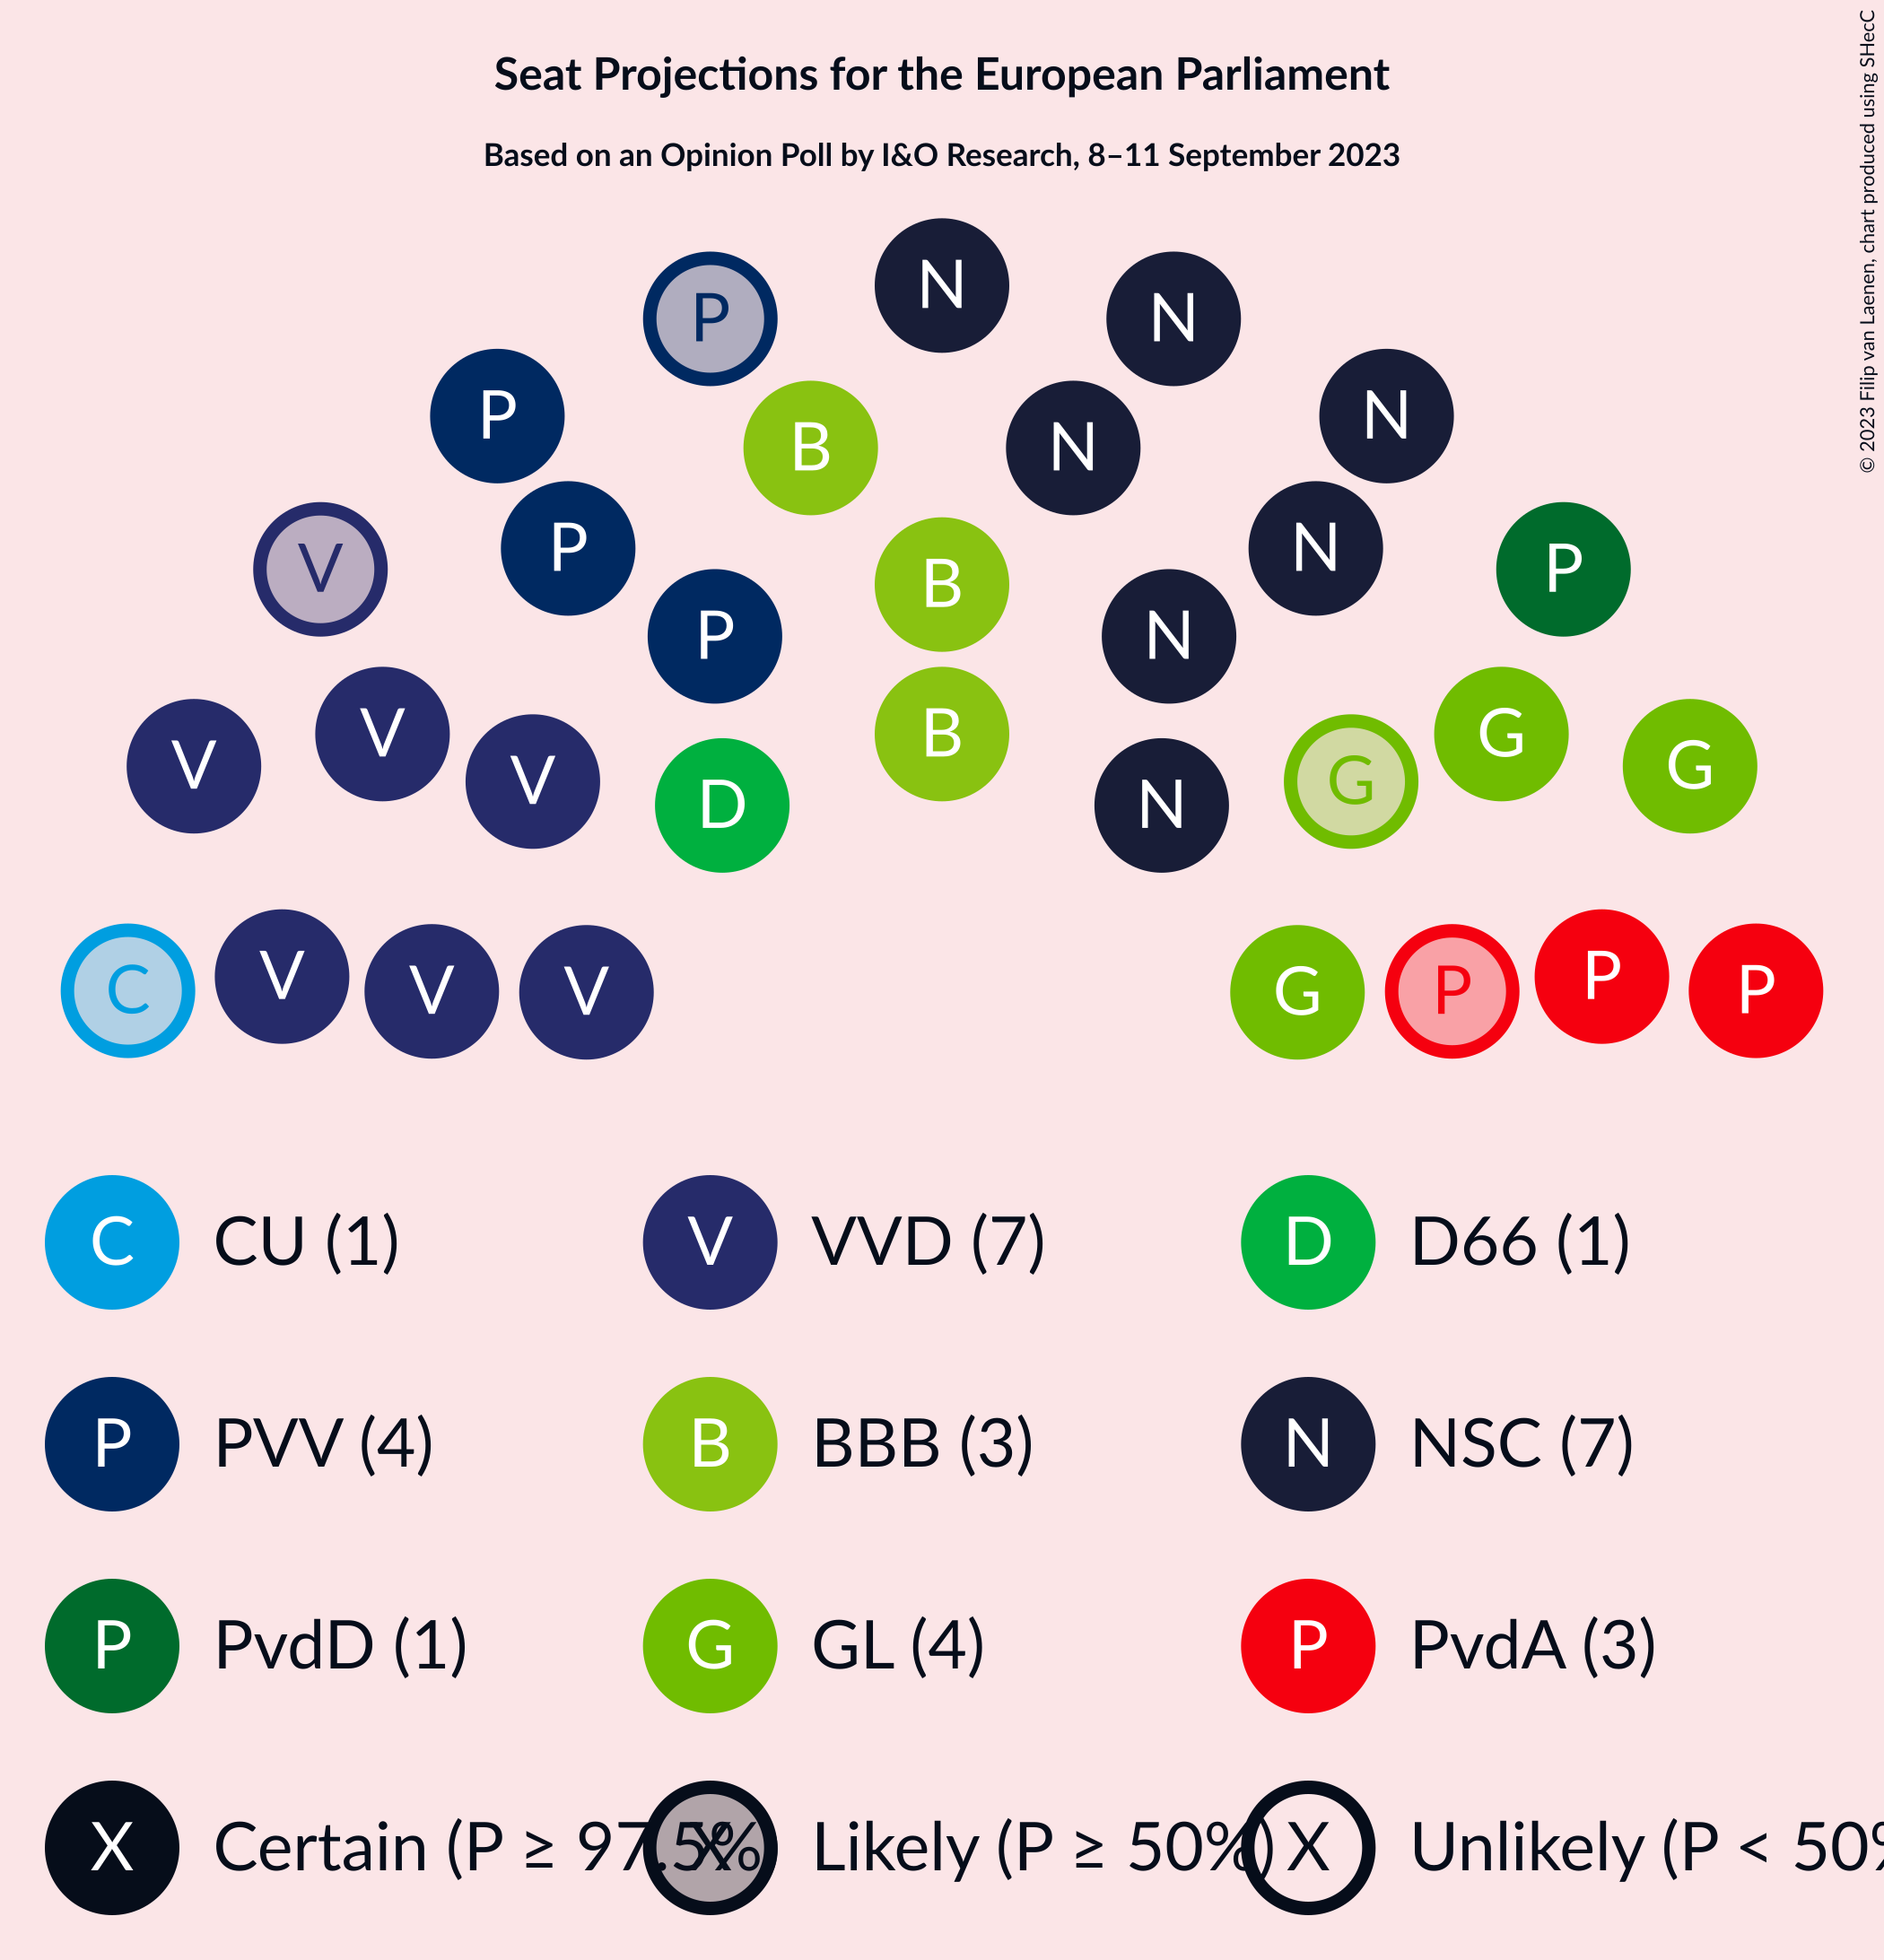 Seat Projections for the European Parliament
Based on an Opinion Poll by I&O Research, 8–11 September 2023
© 2023 Filip van Laenen, chart produced using SHecC
N
P N
P N
B N
P N
V P
B
P N
V V B G G
V G
D N
C V V V G P P P
C CU (1) V VVD (7) D D66 (1)
P PVV (4) B BBB (3) N NSC (7)
P PvdD (1) G GL (4) P PvdA (3)
X Certain (P ≥ 97.5% X Likely (P ≥ 50%) X Unlikely (P < 50%